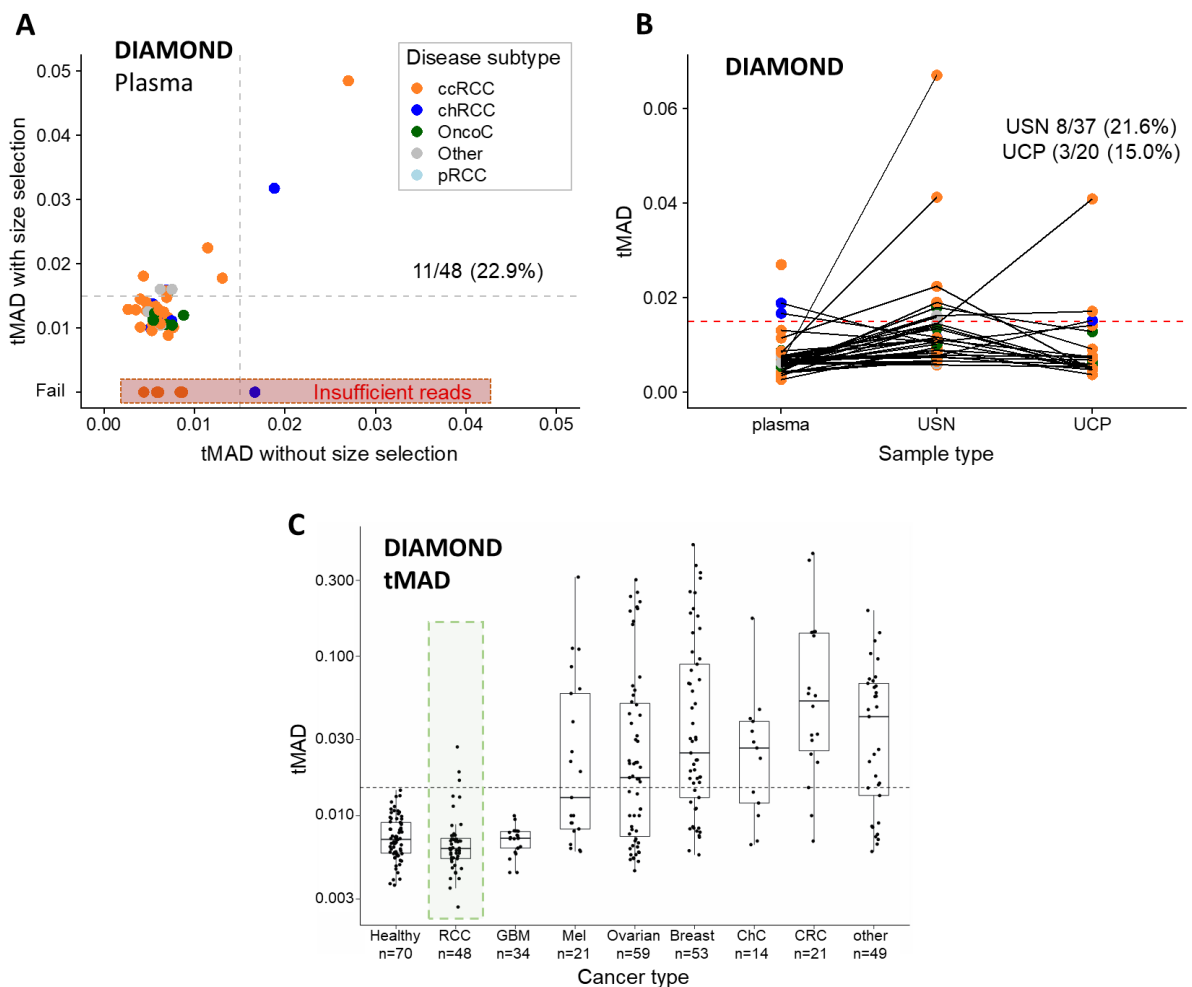 A
DIAMOND
Plasma
Disease subtype
ccRCC
chRCC
OncoC
Other
pRCC
tMAD with size selection
0.05
0.04
0.03
0.02
0.01
Fail
11/48 (22.9%)
Insufficient reads
0.00 0.01 0.02 0.03 0.04 0.05
tMAD without size selection
B
DIAMOND
USN 8/37 (21.6%)
UCP (3/20 (15.0%)
tMAD
0.06
0.04
0.02
0.00
plasma USN UCP
Sample type
C
DIAMOND
tMAD
tMAD
0.300
0.100
0.030
0.010
0.003
Healthy RCC GBM Mel Ovarian Breast ChC CRC other
n=70 n=48 n=34 n=21 n=59 n=53 n=14 n=21 n=49
Cancer type